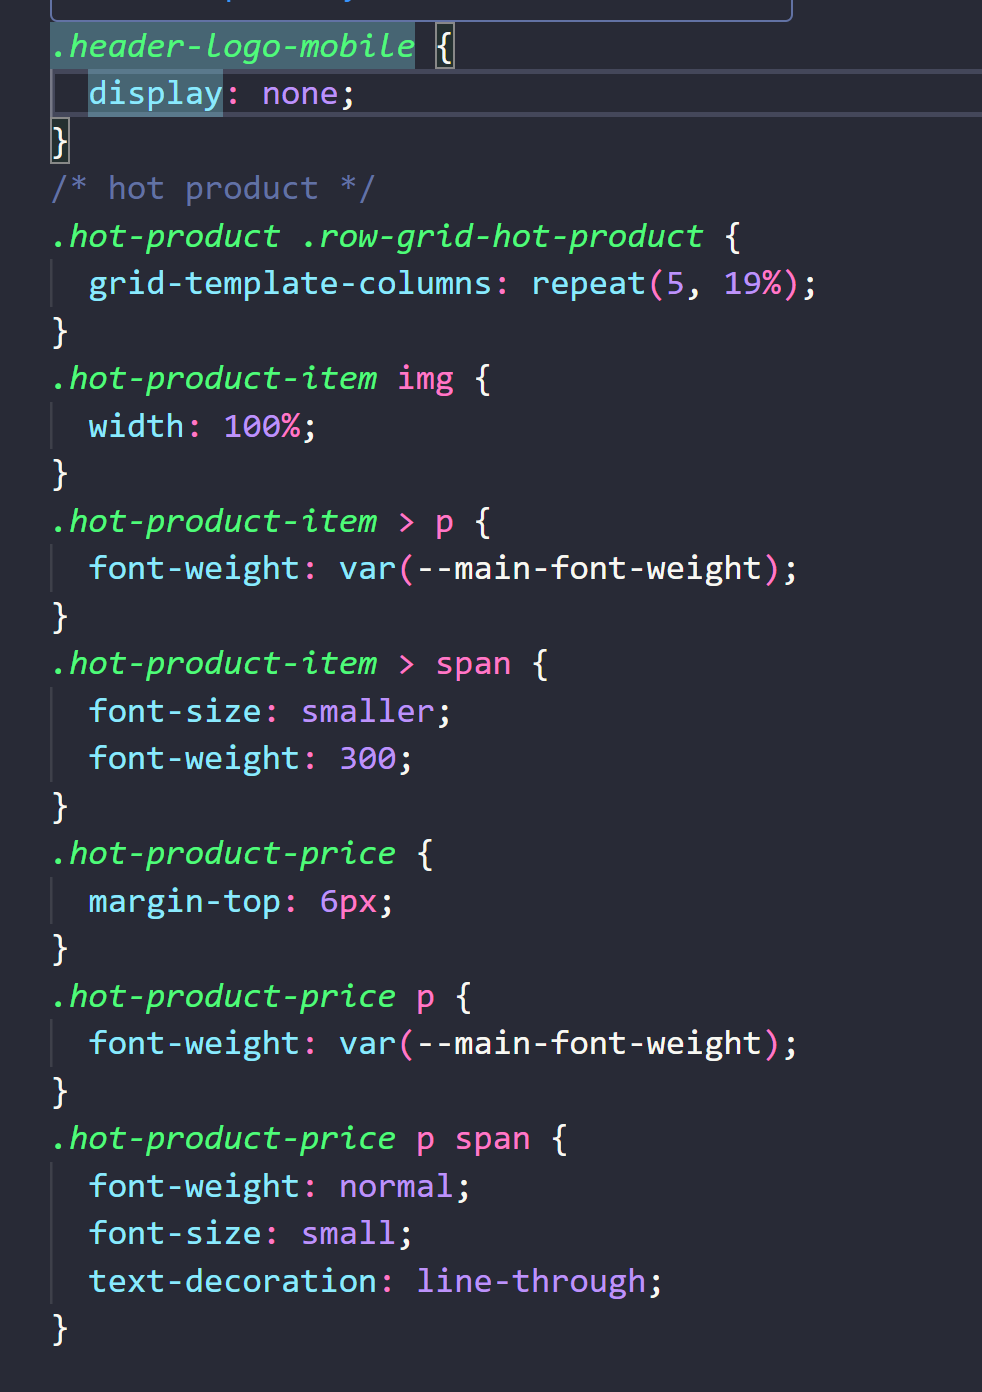 .header-logo-mobile {
  display: none;
}
/* hot product */
.hot-product .row-grid-hot-product {
  grid-template-columns: repeat(5, 19%);
}
.hot-product-item img {
  width: 100%;
}
.hot-product-item > p {
  font-weight: var(--main-font-weight);
}
.hot-product-item > span {
  font-size: smaller;
  font-weight: 300;
}
.hot-product-price {
  margin-top: 6px;
}
.hot-product-price p {
  font-weight: var(--main-font-weight);
}
.hot-product-price p span {
  font-weight: normal;
  font-size: small;
  text-decoration: line-through;
}